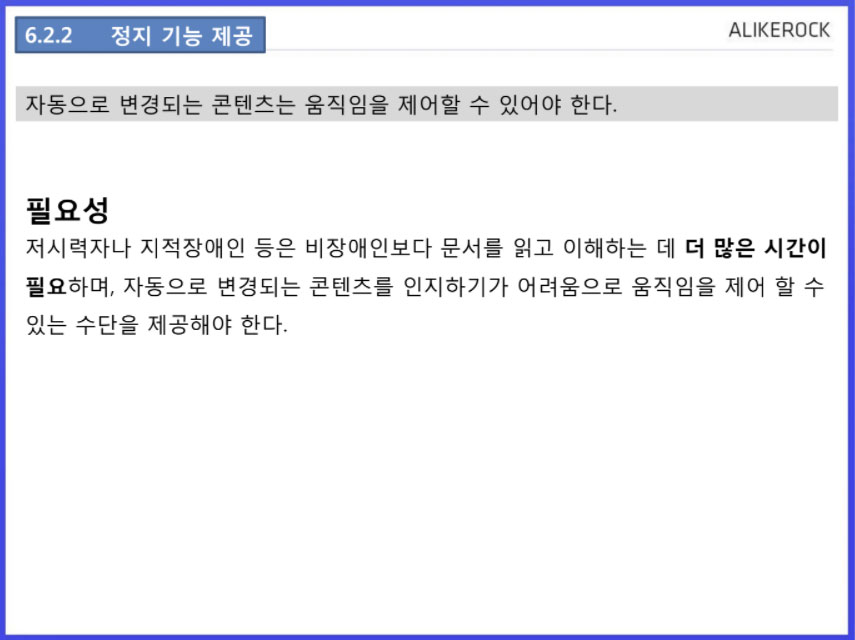 6.2.2 정지 기능 제공
ALIKEROCK
자동으로 변경되는 콘텐츠는 움직임을 제어할 수 있어야 한다.
필요성
저시력자나 지적장애인 등은 비장애인보다 문서를 읽고 이해하는 데 더 많은 시간이
필요하며, 자동으로 변경되는 콘텐츠를 인지하기가 어려움으로 움직임을 제어 할 수
있는 수단을 제공해야 한다.